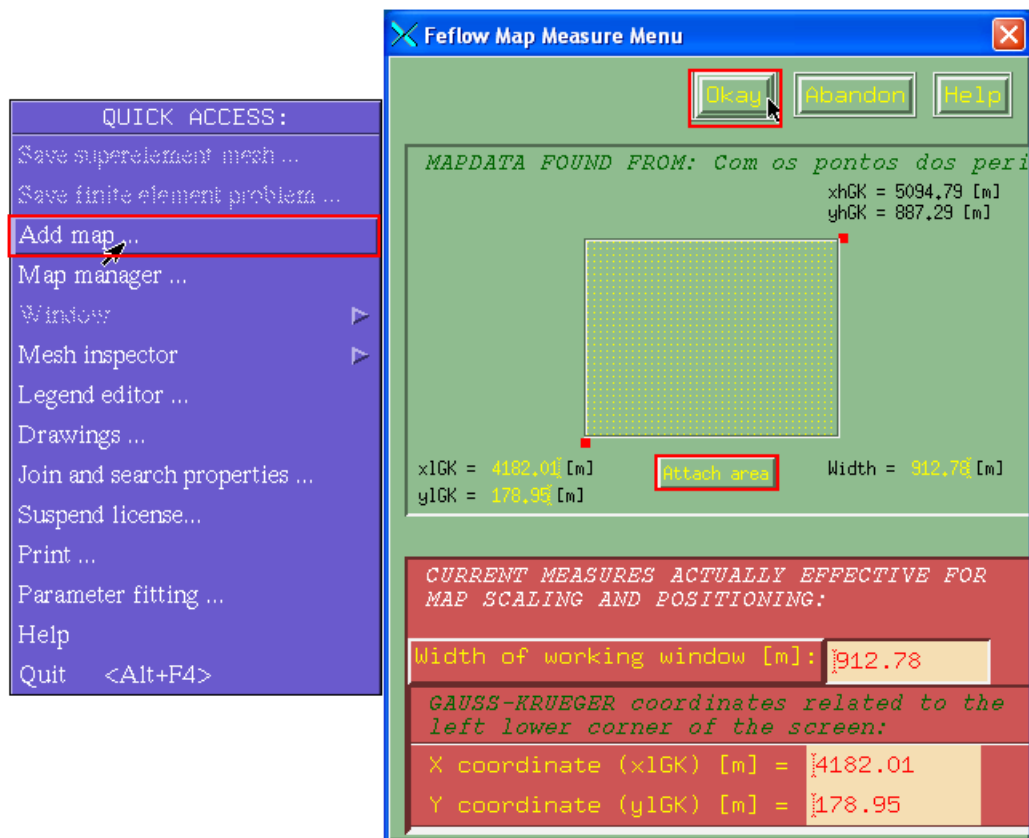 QUICK ACCESS:
Save superelement mesh ...
Save finite element problem ...
Add map ...
Map manager ...
Window
Mesh inspector
Legend editor ...
Drawings ...
Join and search properties ...
Suspend license...
Print ...
Parameter fitting ...
Help
Quit <Alt+F4>
Feflow Map Measure Menu
Okay Abandon Help
MAPDATA FOUND FROM: Com os pontos dos peri
xhGK = 5094.79 [m]
yhGK = 887.29 [m]
xlGK = 4182.01 [m] Attach area Width = 912.78 [m]
ylGK = 178.95 [m]
CURRENT MEASURES ACTUALLY EFFECTIVE FOR
MAP SCALING AND POSITIONING:
Width of working window [m]: 912.78
GAUSS-KRUEGER coordinates related to the
left lower corner of the screen:
X coordinate (xlGK) [m] = 4182.01
Y coordinate (ylGK) [m] = 178.95